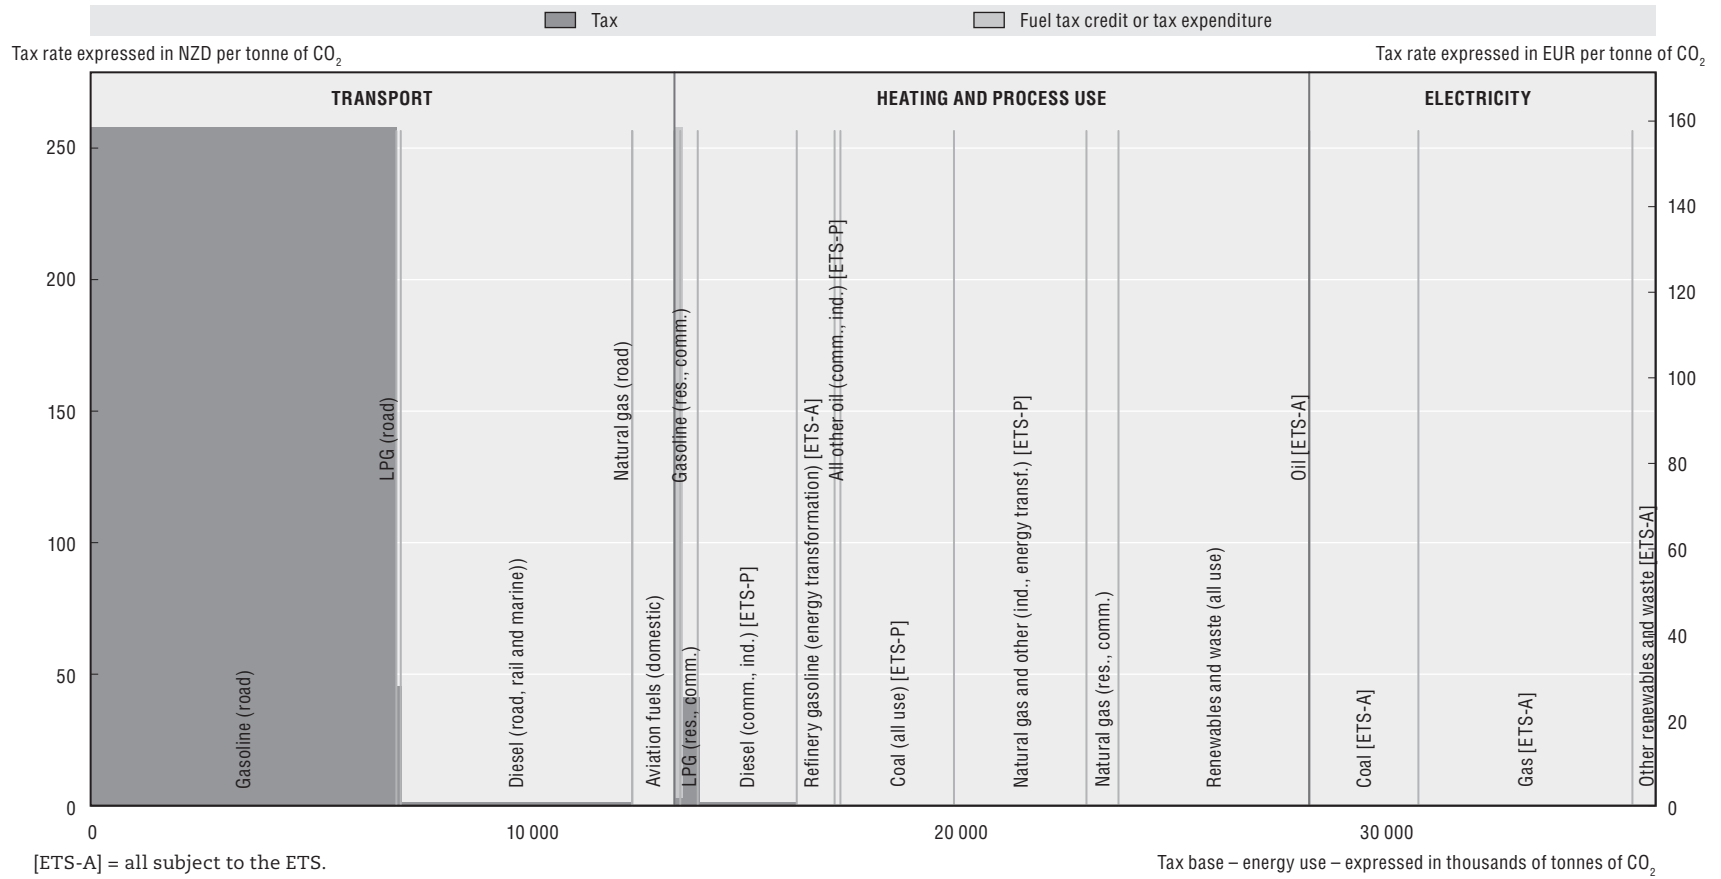 Tax
Fuel tax credit or tax expenditure
Tax rate expressed in NZD per tonne of CO₂
Tax rate expressed in EUR per tonne of CO₂
TRANSPORT
HEATING AND PROCESS USE
ELECTRICITY
250
200
150
100
50
0
160
140
120
100
80
60
40
20
0
Gasoline (road)
LPG (road)
Diesel (road, rail and marine))
Natural gas (road)
Aviation fuels (domestic)
Gasoline (res., comm.)
LPG (res., comm.)
Diesel (comm., ind.) [ETS-P]
Refinery gasoline (energy transformation) [ETS-A]
All other oil (comm., ind.) [ETS-P]
Coal (all use) [ETS-P]
Natural gas and other (ind., energy transf.) [ETS-P]
Natural gas (res., comm.)
Renewables and waste (all use)
Oil [ETS-A]
Coal [ETS-A]
Gas [ETS-A]
Other renewables and waste [ETS-A]
0
10 000
20 000
30 000
[ETS-A] = all subject to the ETS.
Tax base – energy use – expressed in thousands of tonnes of CO₂